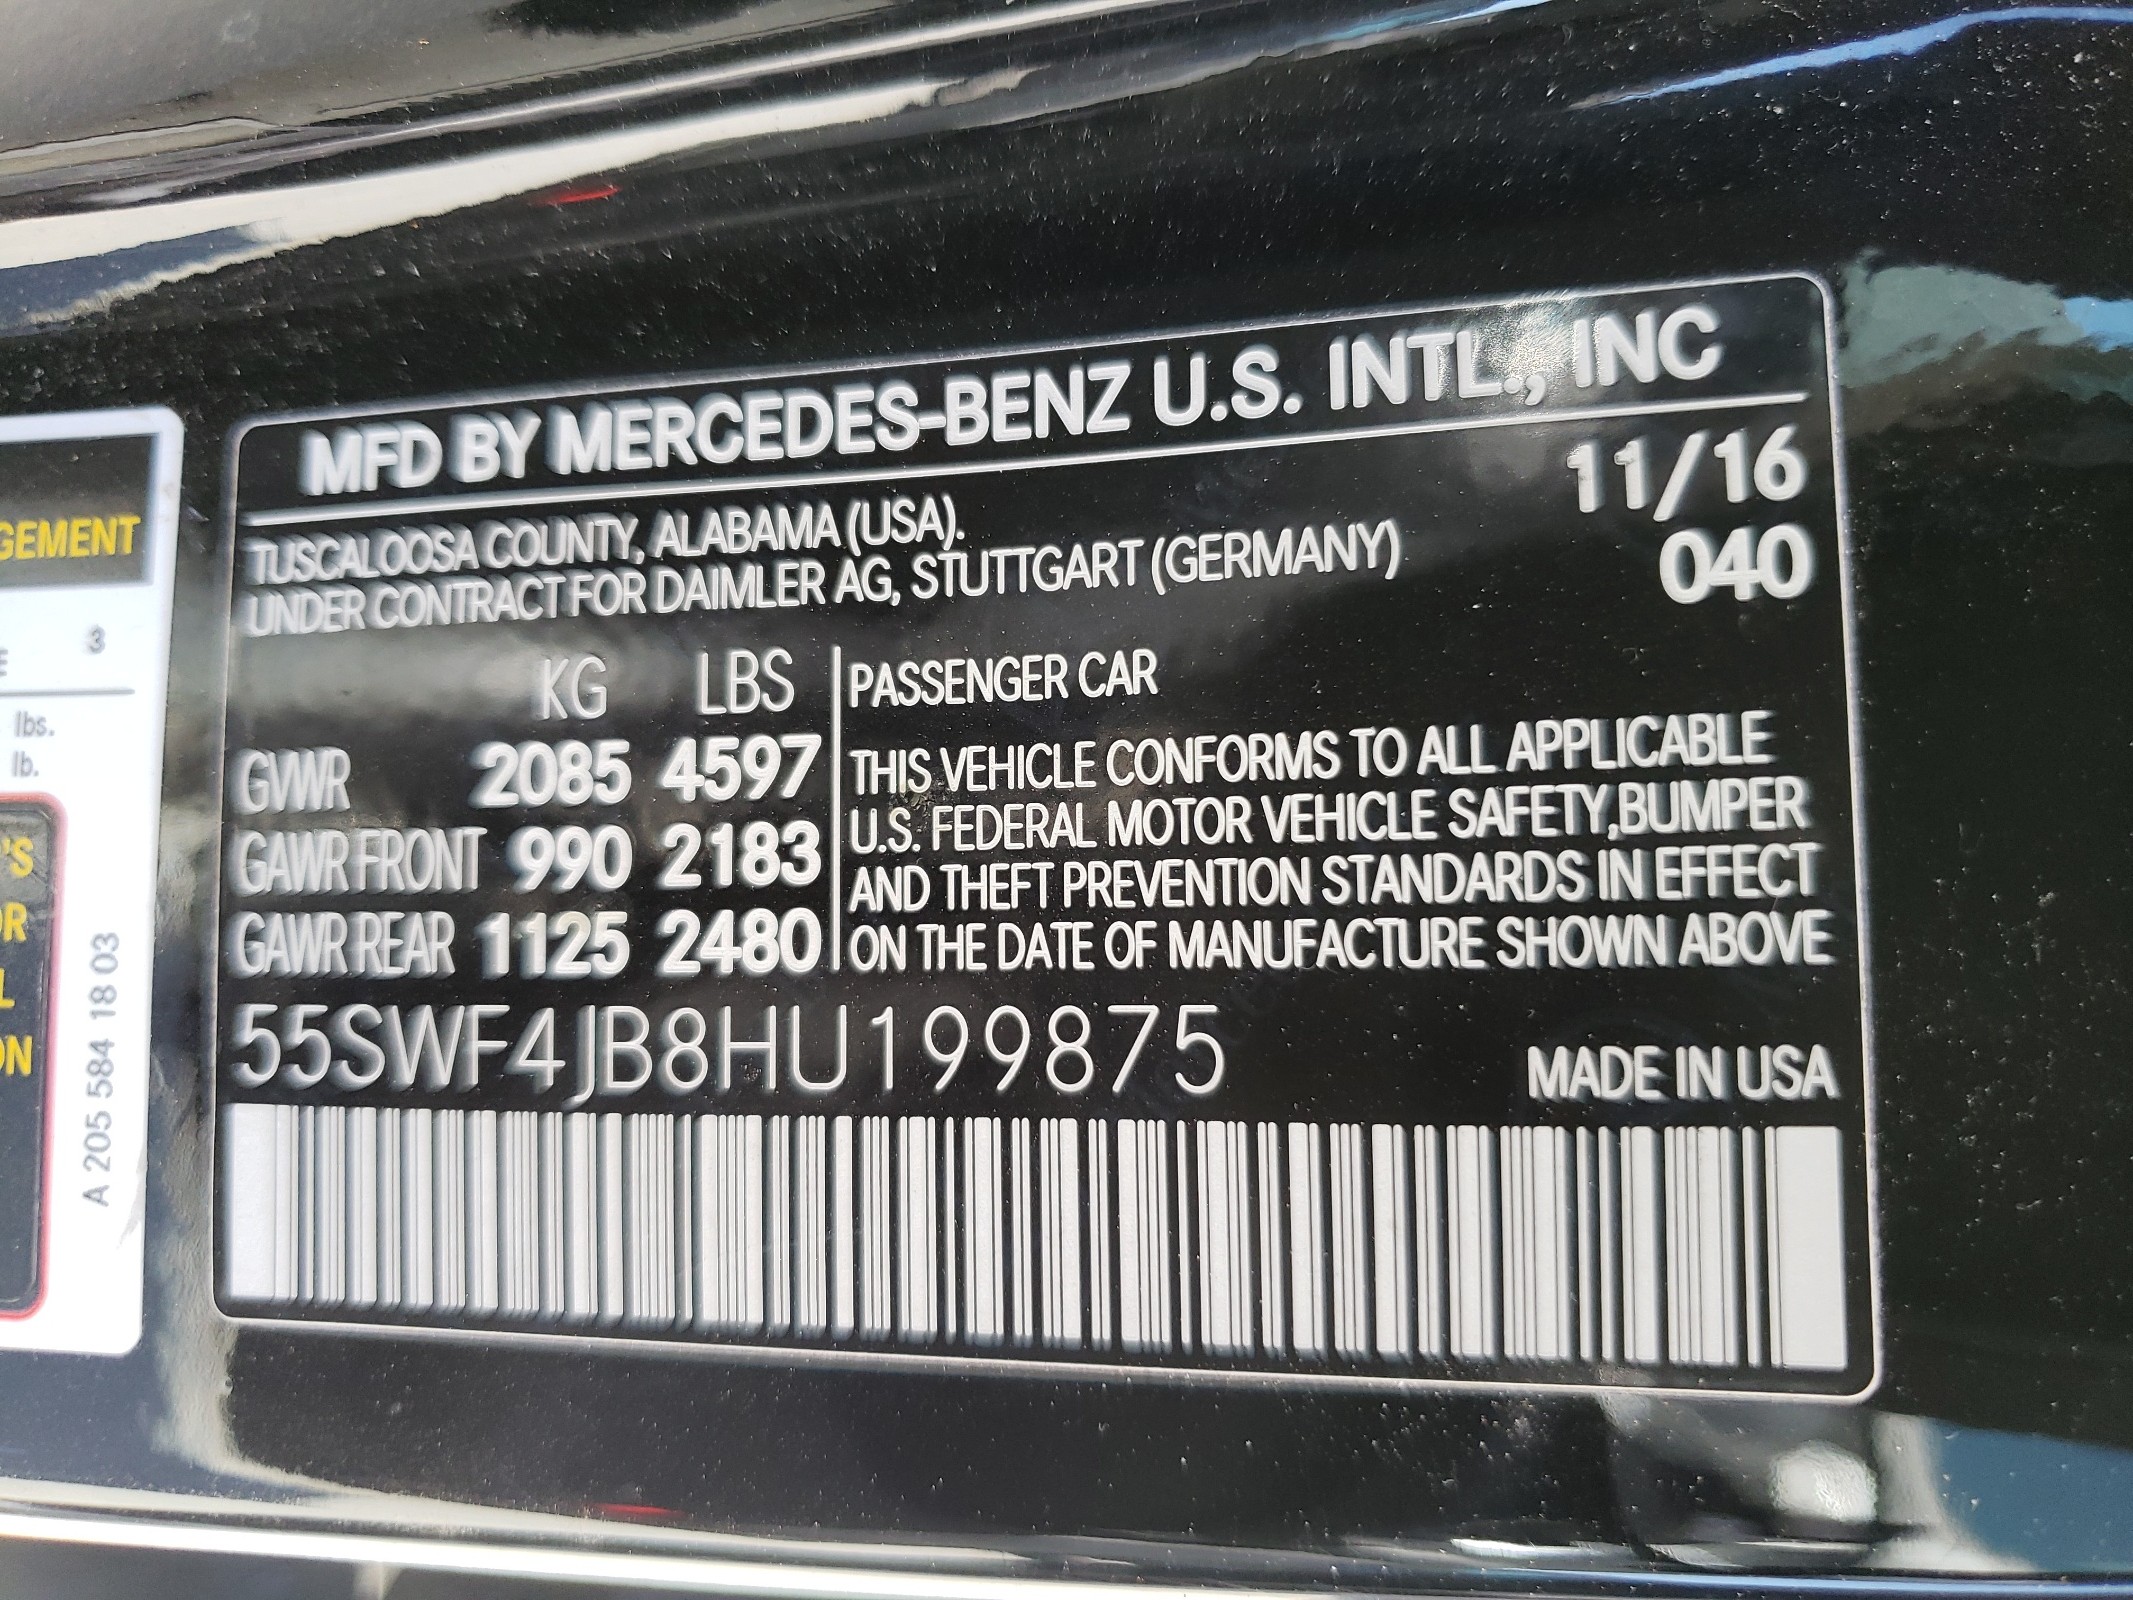 MFD BY MERCEDES-BENZ U.S. INTL., INC
11/16
TUSCALOOSA COUNTY, ALABAMA (USA).
UNDER CONTRACT FOR DAIMLER AG, STUTTGART (GERMANY)
040
KG LBS
GVWR 2085 4597
GAWR FRONT 990 2183
GAWR REAR 1125 2480
PASSENGER CAR
THIS VEHICLE CONFORMS TO ALL APPLICABLE
U.S. FEDERAL MOTOR VEHICLE SAFETY,BUMPER
AND THEFT PREVENTION STANDARDS IN EFFECT
ON THE DATE OF MANUFACTURE SHOWN ABOVE
55SWF4JB8HU199875
MADE IN USA
GEMENT
3
lbs.
lb.
'S
OR
L
ON
A 205 584 18 03